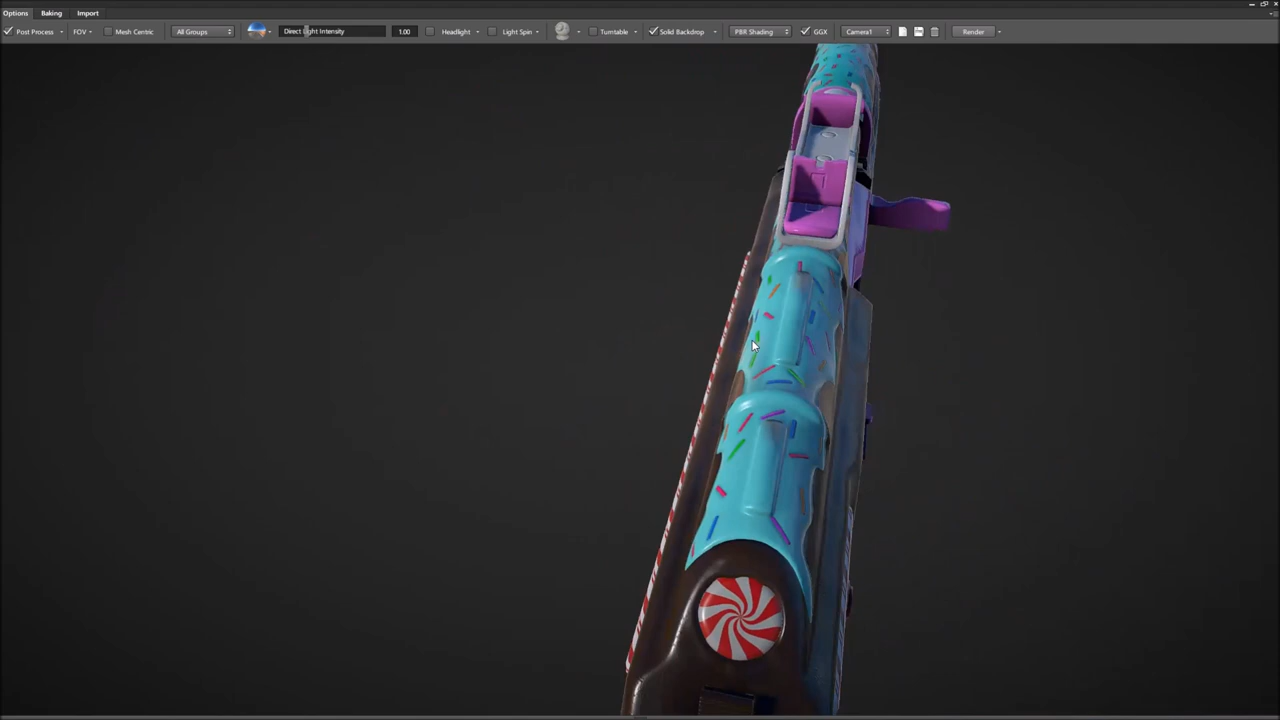 Options Baking Import
Post Process FOV Mesh Centric All Groups Direct Light Intensity 1.00 Headlight Light Spin Turntable Solid Backdrop PBR Shading GGX Camera1 Render